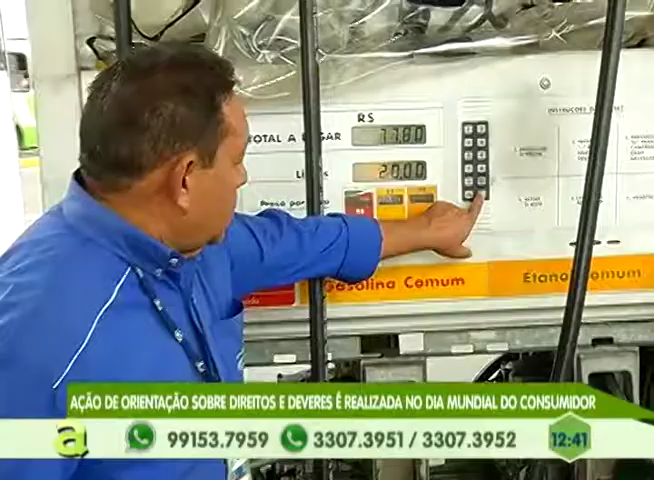 R$
TOTAL A PAGAR
77.80
20.00
Gasolina Comum
Etanol Comum
AÇÃO DE ORIENTAÇÃO SOBRE DIREITOS E DEVERES É REALIZADA NO DIA MUNDIAL DO CONSUMIDOR
a
99153.7959
3307.3951 / 3307.3952
12:41